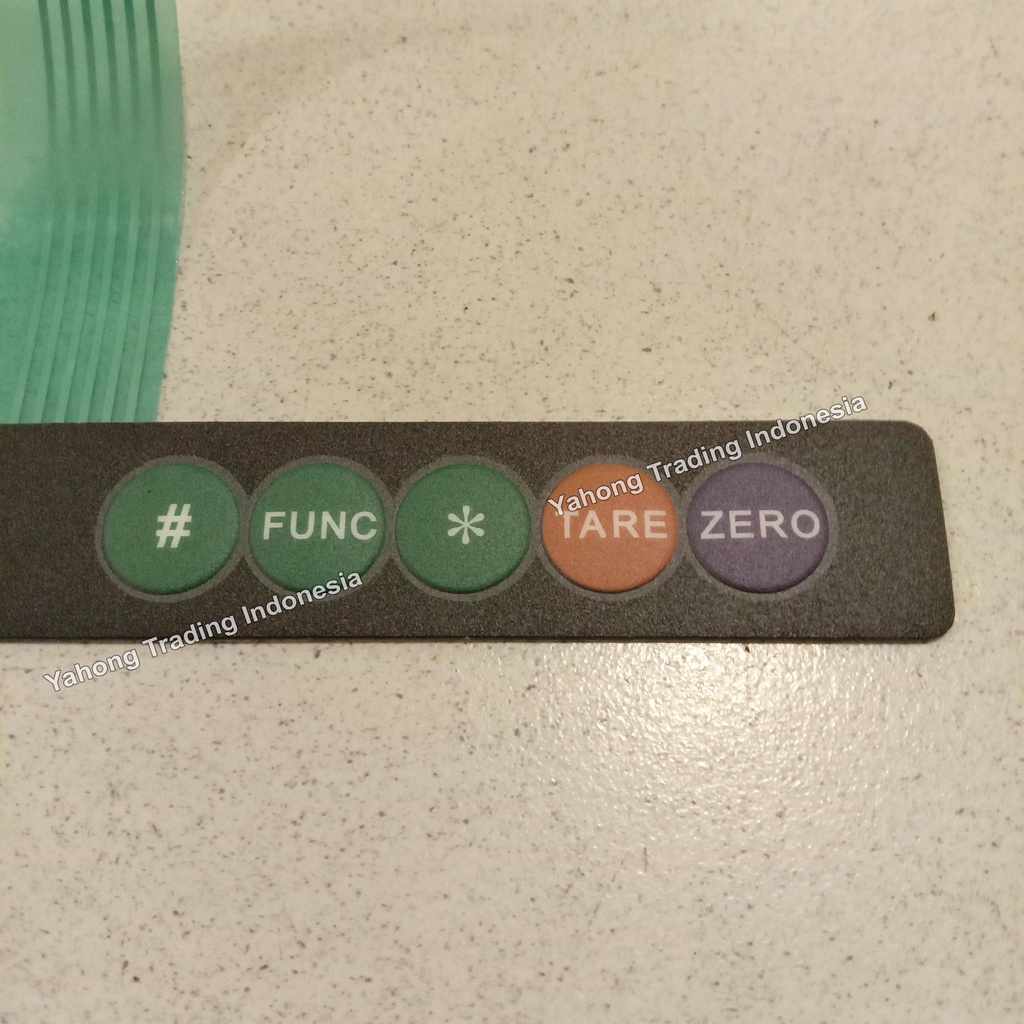 # FUNC * TARE ZERO
Yahong Trading Indonesia
Yahong Trading Indonesia